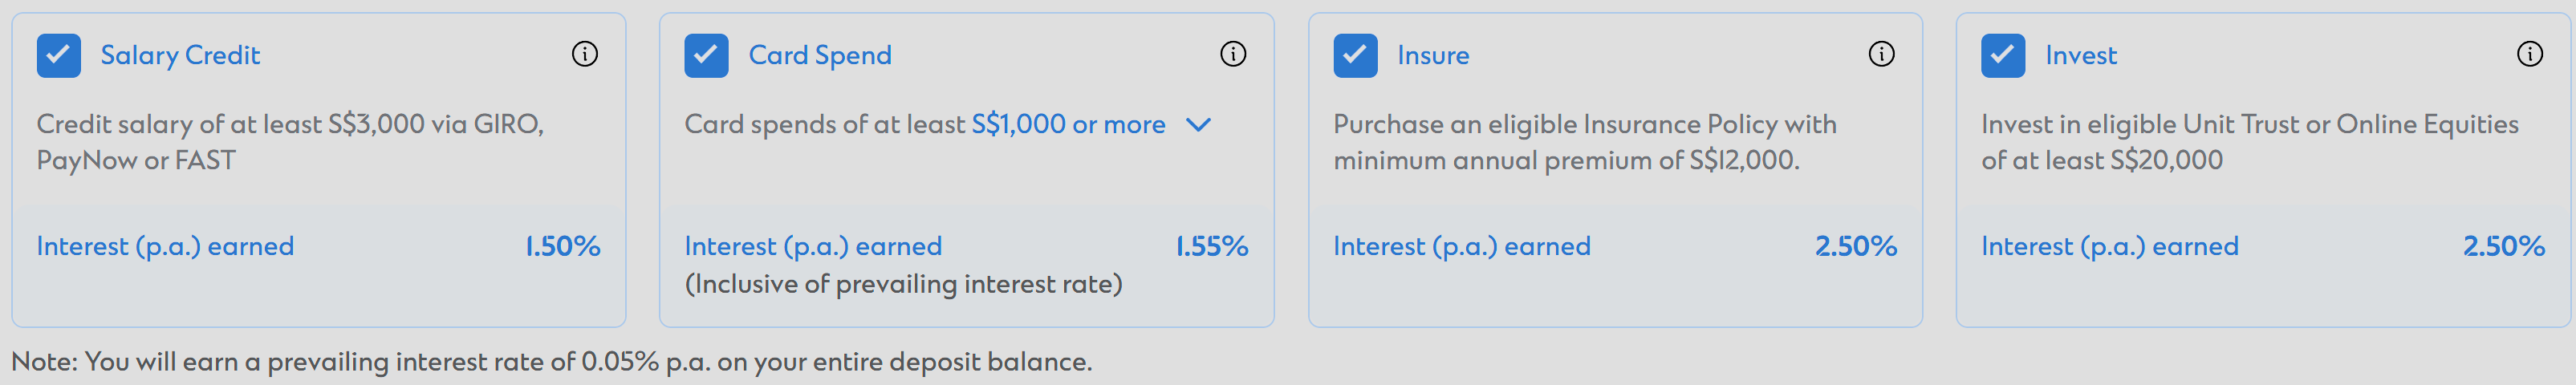 Salary Credit
Credit salary of at least S$3,000 via GIRO,
PayNow or FAST
Interest (p.a.) earned 1.50%
Card Spend
Card spends of at least S$1,000 or more
Interest (p.a.) earned 1.55%
(Inclusive of prevailing interest rate)
Insure
Purchase an eligible Insurance Policy with
minimum annual premium of S$12,000.
Interest (p.a.) earned 2.50%
Invest
Invest in eligible Unit Trust or Online Equities
of at least S$20,000
Interest (p.a.) earned 2.50%
Note: You will earn a prevailing interest rate of 0.05% p.a. on your entire deposit balance.